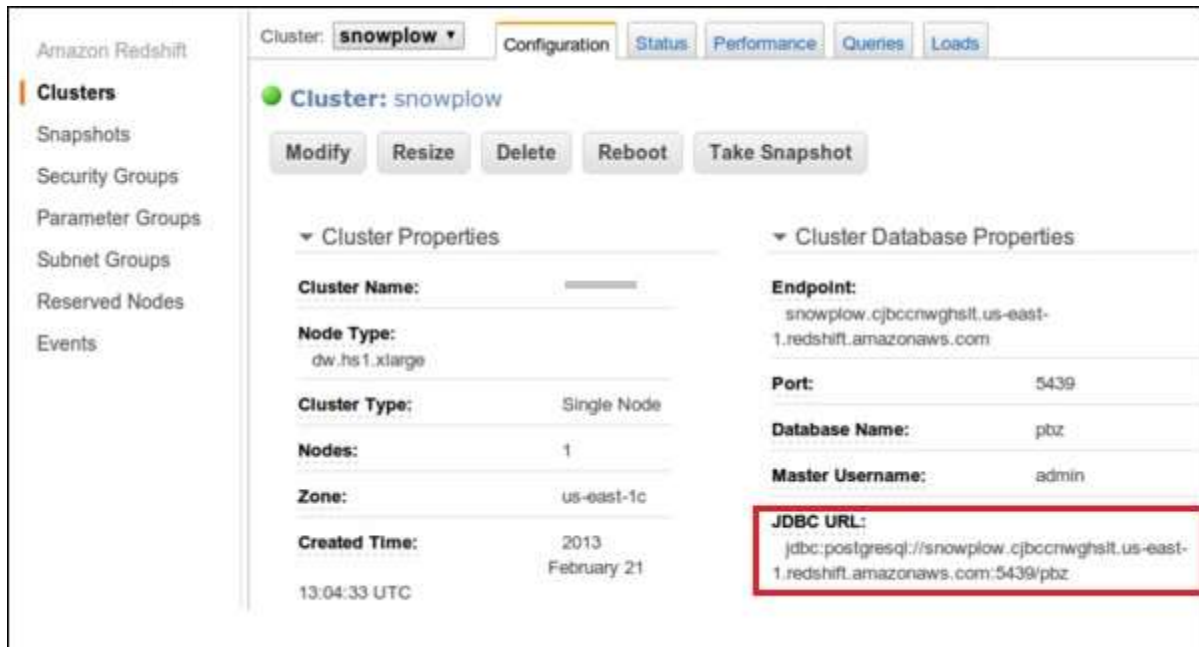 Amazon Redshift
Clusters
Snapshots
Security Groups
Parameter Groups
Subnet Groups
Reserved Nodes
Events
Cluster: snowplow
Configuration Status Performance Queries Loads
Cluster: snowplow
Modify Resize Delete Reboot Take Snapshot
Cluster Properties
Cluster Name:
Node Type:
dw.hs1.xlarge
Cluster Type: Single Node
Nodes: 1
Zone: us-east-1c
Created Time: 2013
February 21
13:04:33 UTC
Cluster Database Properties
Endpoint:
snowplow.cjbccnwghslt.us-east-
1.redshift.amazonaws.com
Port: 5439
Database Name: pbz
Master Username: admin
JDBC URL:
jdbc:postgresql://snowplow.cjbccnwghslt.us-east-
1.redshift.amazonaws.com:5439/pbz